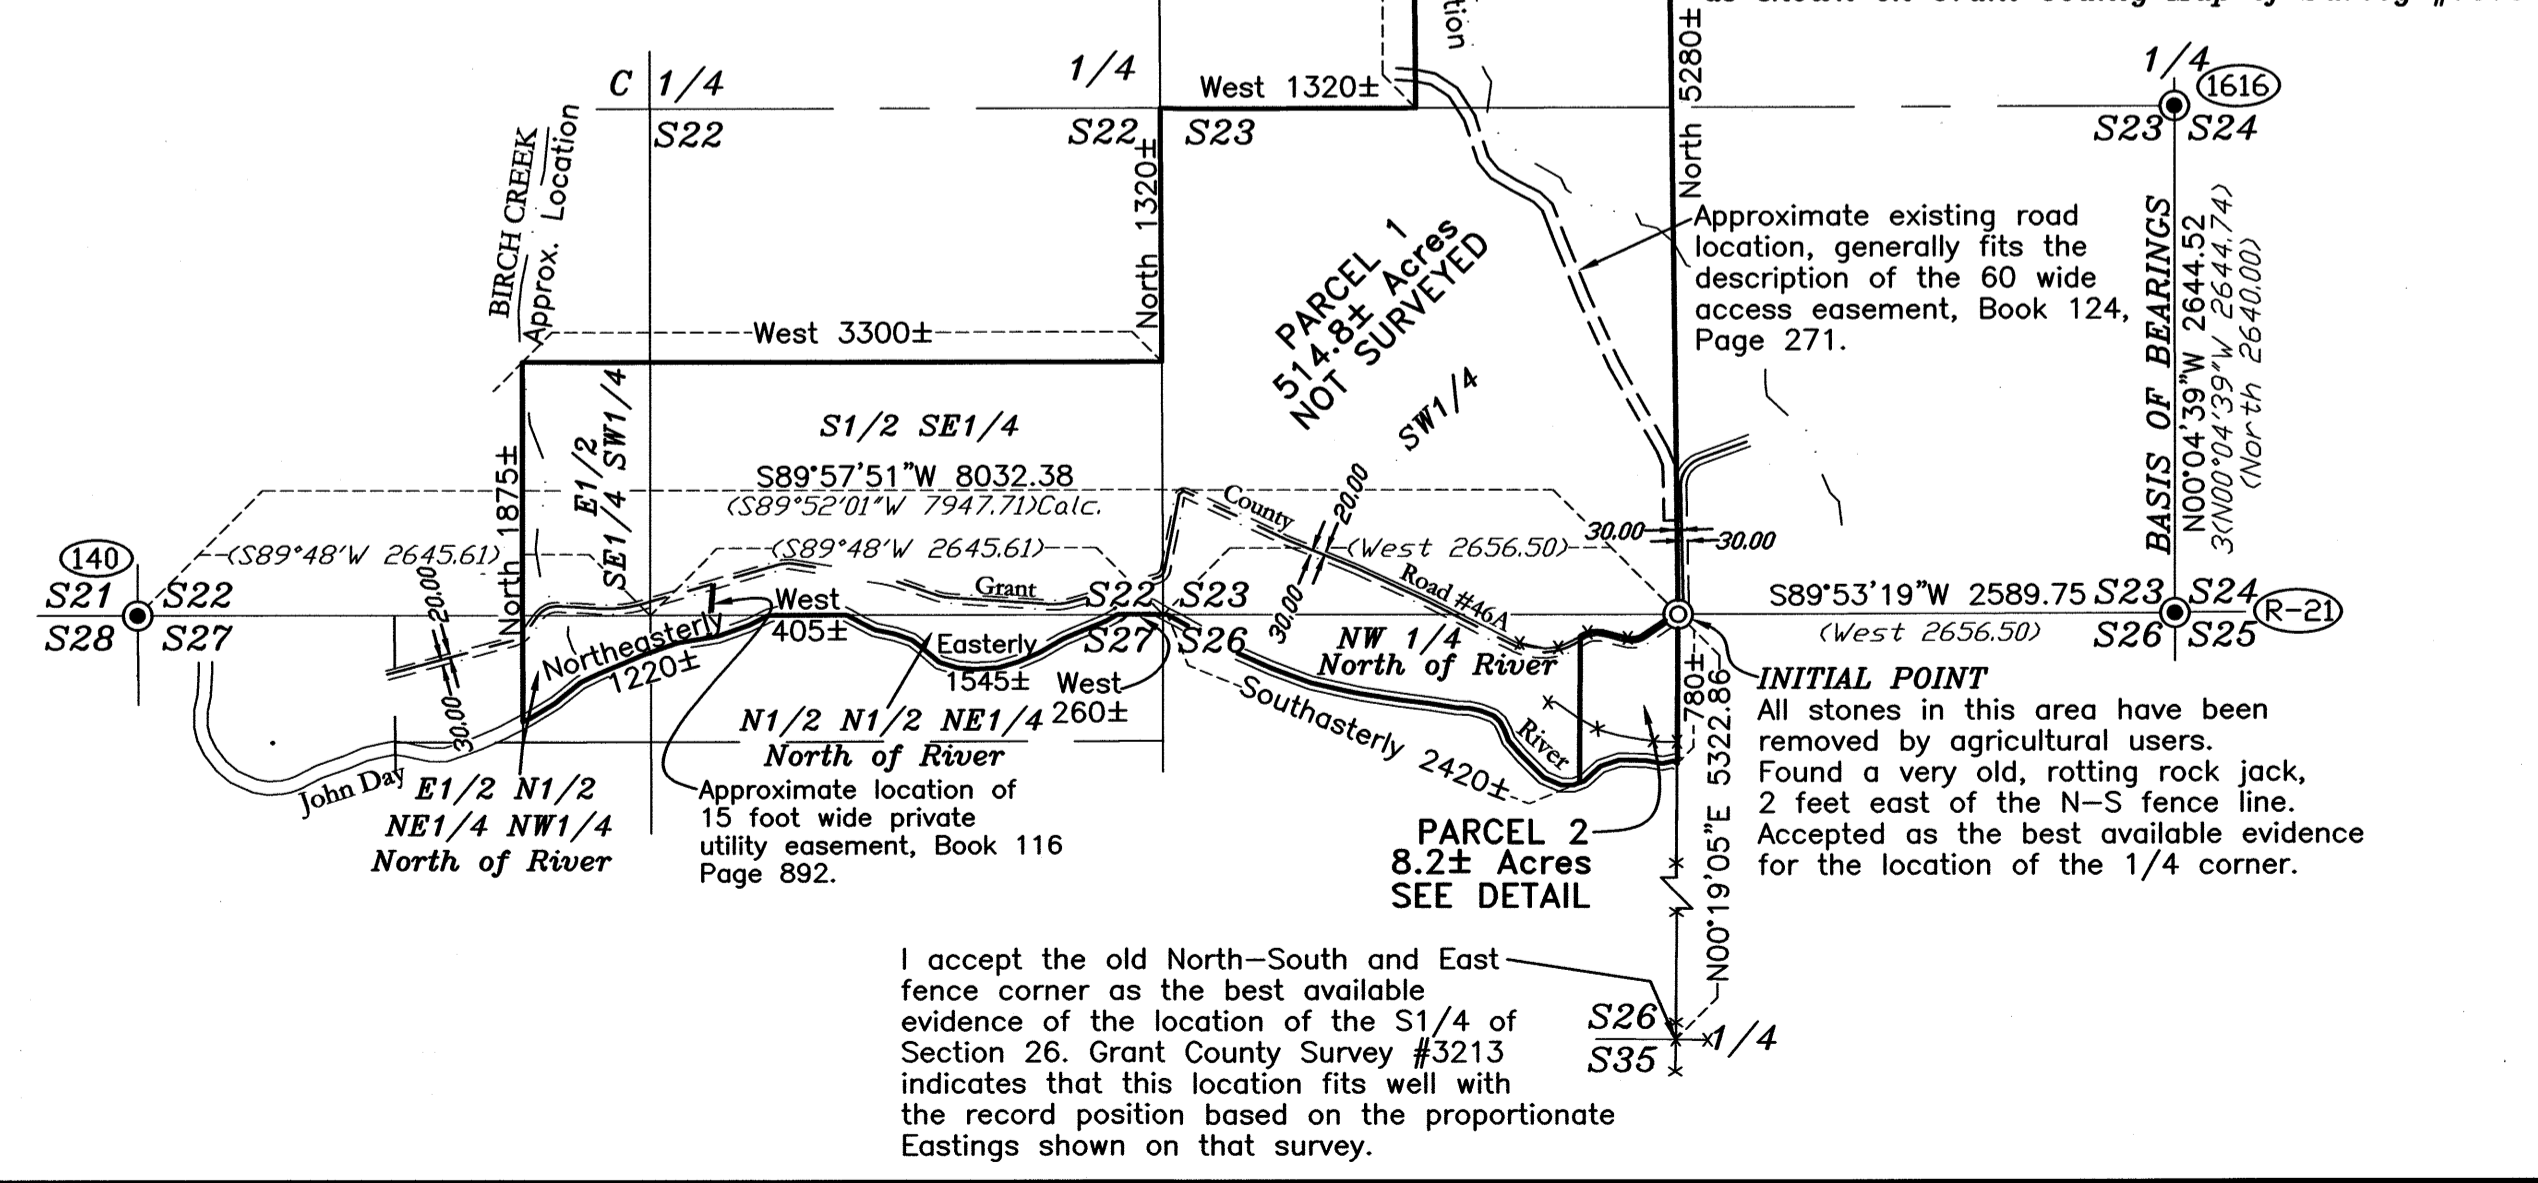 C 1/4
S22
1/4
S22 S23
West 1320±
North 5280±
1/4
1616
S23 S24
BIRCH CREEK
Approx. Location
North 1320±
West 3300±
PARCEL 1
514.8± Acres
NOT SURVEYED
SW1/4
Approximate existing road
location, generally fits the
description of the 60 wide
access easement, Book 124,
Page 271.
BASIS OF BEARINGS
N00°04'39"W 2644.52
3(N00°04'39"W 2644.74)
(North 2640.00)
North 1875±
E1/2
SE1/4 SW1/4
S1/2 SE1/4
S89°57'51"W 8032.38
(S89°52'01"W 7947.71)Calc.
(S89°48'W 2645.61)
(S89°48'W 2645.61)
(West 2656.50)
140
S21 S22
S28 S27
20.00
30.00
Grant
County
Road #46A
20.00
30.00
30.00
30.00
S22 S23
S27 S26
S89°53'19"W 2589.75
(West 2656.50)
S23 S24
S26 S25
R-21
Northeasterly
1220±
West
405±
Easterly
1545±
West
260±
NW 1/4
North of River
Southeasterly 2420±
River
John Day
N1/2 N1/2 NE1/4
North of River
E1/2 N1/2
NE1/4 NW1/4
North of River
Approximate location of
15 foot wide private
utility easement, Book 116
Page 892.
PARCEL 2
8.2± Acres
SEE DETAIL
780±
N00°19'05"E 5322.86
INITIAL POINT
All stones in this area have been
removed by agricultural users.
Found a very old, rotting rock jack,
2 feet east of the N-S fence line.
Accepted as the best available evidence
for the location of the 1/4 corner.
I accept the old North-South and East
fence corner as the best available
evidence of the location of the S1/4 of
Section 26. Grant County Survey #3213
indicates that this location fits well with
the record position based on the proportionate
Eastings shown on that survey.
S26
S35
1/4